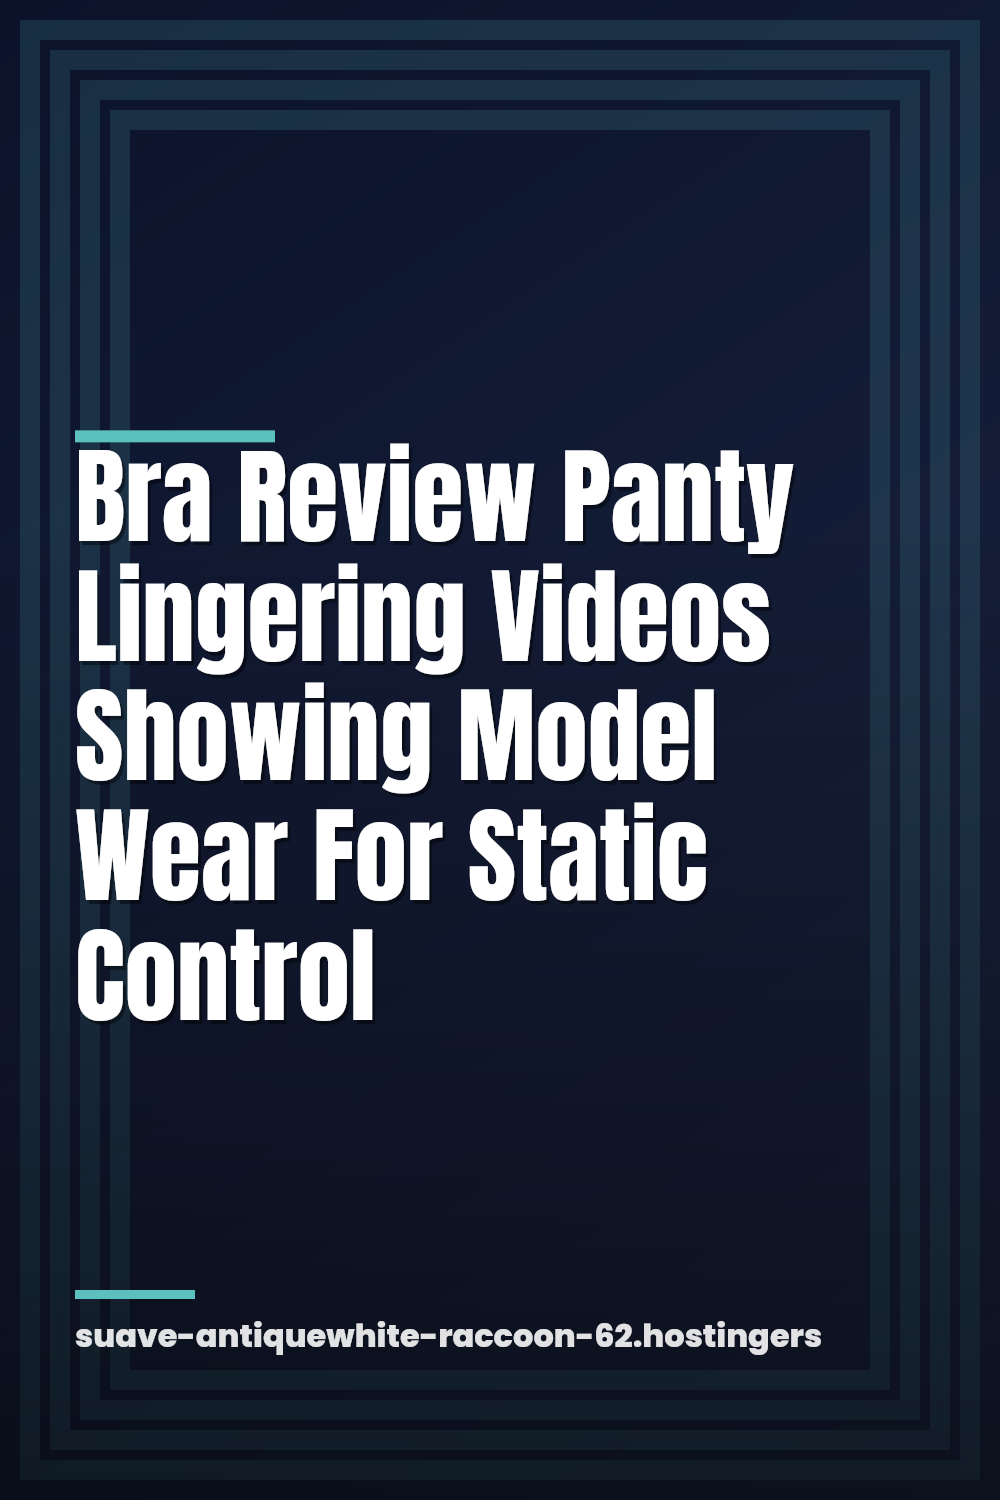 Bra Review Panty
Lingering Videos
Showing Model
Wear For Static
Control
suave-antiquewhite-raccoon-62.hostingers